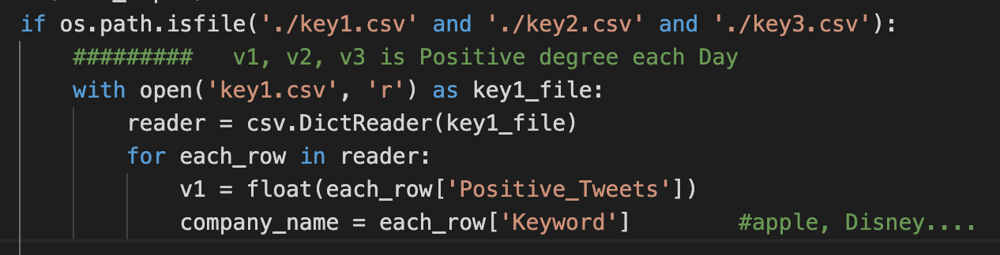 if os.path.isfile('./key1.csv' and './key2.csv' and './key3.csv'):
#########   v1, v2, v3 is Positive degree each Day
with open('key1.csv', 'r') as key1_file:
reader = csv.DictReader(key1_file)
for each_row in reader:
v1 = float(each_row['Positive_Tweets'])
company_name = each_row['Keyword']        #apple, Disney....